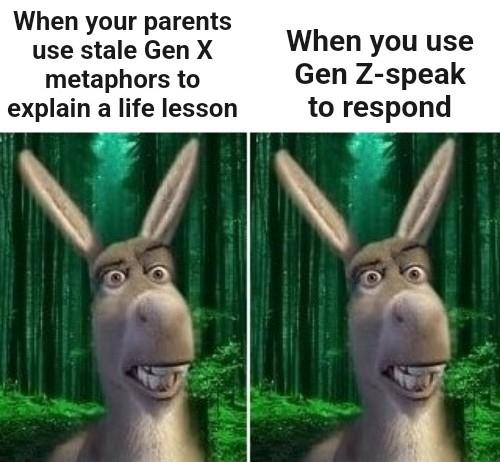 When your parents
use stale Gen X
metaphors to
explain a life lesson
When you use
Gen Z-speak
to respond